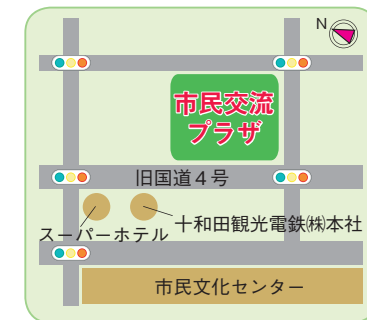 N
市民交流
プラザ
旧国道４号
十和田観光電鉄㈱本社
スーパーホテル
市民文化センター